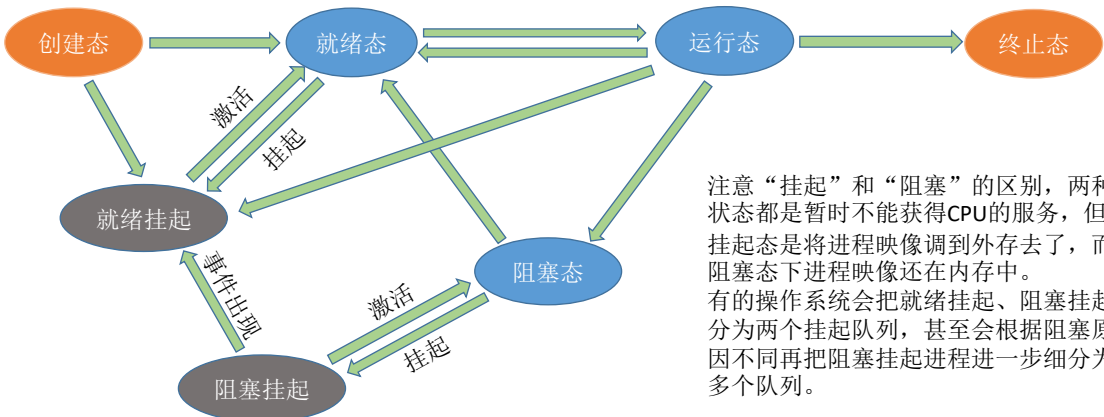 创建态
就绪态
运行态
终止态
激活
挂起
就绪挂起
事件出现
阻塞态
激活
挂起
阻塞挂起
注意“挂起”和“阻塞”的区别，两种
状态都是暂时不能获得CPU的服务，但
挂起态是将进程映像调到外存去了，而
阻塞态下进程映像还在内存中。
有的操作系统会把就绪挂起、阻塞挂起
分为两个挂起队列，甚至会根据阻塞原
因不同再把阻塞挂起进程进一步细分为
多个队列。